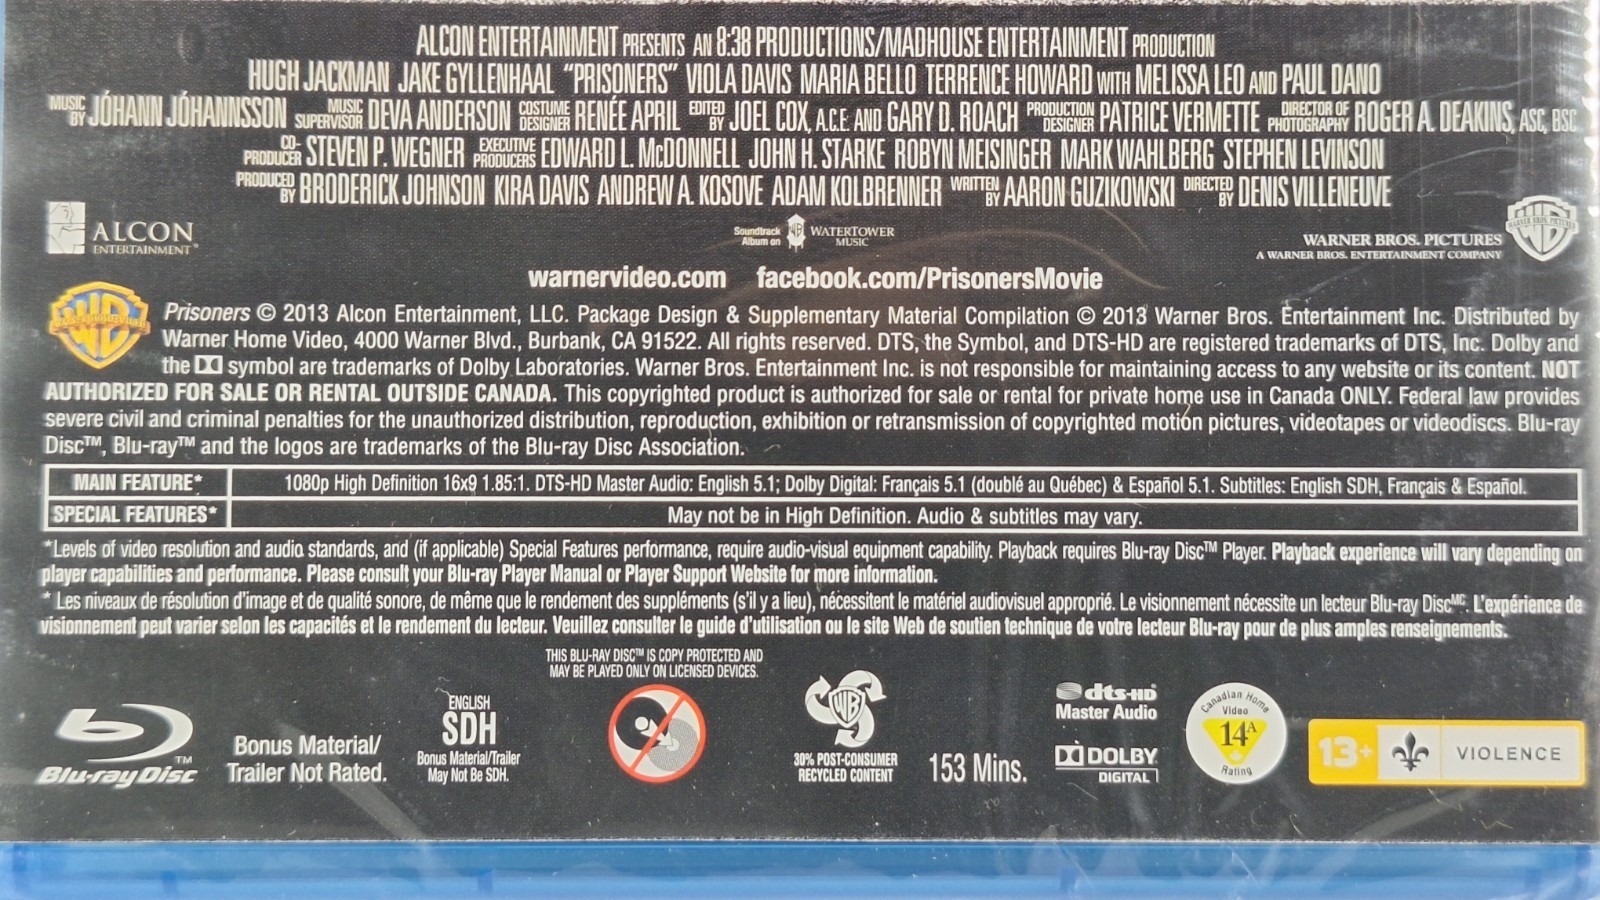 ALCON ENTERTAINMENT PRESENTS AN 8:38 PRODUCTIONS/MADHOUSE ENTERTAINMENT PRODUCTION
HUGH JACKMAN JAKE GYLLENHAAL “PRISONERS” VIOLA DAVIS MARIA BELLO TERRENCE HOWARD WITH MELISSA LEO AND PAUL DANO
MUSIC BY JÓHANN JÓHANNSSON MUSIC SUPERVISOR DEVA ANDERSON COSTUME DESIGNER RENÉE APRIL EDITED BY JOEL COX, A.C.E. AND GARY D. ROACH PRODUCTION DESIGNER PATRICE VERMETTE DIRECTOR OF PHOTOGRAPHY ROGER A. DEAKINS, ASC, BSC
CO-PRODUCER STEVEN P. WEGNER EXECUTIVE PRODUCERS EDWARD L. McDONNELL JOHN H. STARKE ROBYN MEISINGER MARK WAHLBERG STEPHEN LEVINSON
PRODUCED BY BRODERICK JOHNSON KIRA DAVIS ANDREW A. KOSOVE ADAM KOLBRENNER WRITTEN BY AARON GUZIKOWSKI DIRECTED BY DENIS VILLENEUVE
ALCON
ENTERTAINMENT
Soundtrack
Album on
WB
WATERTOWER
MUSIC
WARNER BROS. PICTURES
A WARNER BROS. ENTERTAINMENT COMPANY
WARNER BROS. PICTURES
warnervideo.com facebook.com/PrisonersMovie
WB
Prisoners © 2013 Alcon Entertainment, LLC. Package Design & Supplementary Material Compilation © 2013 Warner Bros. Entertainment Inc. Distributed by
Warner Home Video, 4000 Warner Blvd., Burbank, CA 91522. All rights reserved. DTS, the Symbol, and DTS-HD are registered trademarks of DTS, Inc. Dolby and
the symbol are trademarks of Dolby Laboratories. Warner Bros. Entertainment Inc. is not responsible for maintaining access to any website or its content. NOT
AUTHORIZED FOR SALE OR RENTAL OUTSIDE CANADA. This copyrighted product is authorized for sale or rental for private home use in Canada ONLY. Federal law provides
severe civil and criminal penalties for the unauthorized distribution, reproduction, exhibition or retransmission of copyrighted motion pictures, videotapes or videodiscs. Blu-ray
Disc™, Blu-ray™ and the logos are trademarks of the Blu-ray Disc Association.
MAIN FEATURE* 1080p High Definition 16x9 1.85:1. DTS-HD Master Audio: English 5.1; Dolby Digital: Français 5.1 (doublé au Québec) & Español 5.1. Subtitles: English SDH, Français & Español.
SPECIAL FEATURES* May not be in High Definition. Audio & subtitles may vary.
*Levels of video resolution and audio standards, and (if applicable) Special Features performance, require audio-visual equipment capability. Playback requires Blu-ray Disc™ Player. Playback experience will vary depending on
player capabilities and performance. Please consult your Blu-ray Player Manual or Player Support Website for more information.
* Les niveaux de résolution d'image et de qualité sonore, de même que le rendement des suppléments (s'il y a lieu), nécessitent le matériel audiovisuel approprié. Le visionnement nécessite un lecteur Blu-ray Discᴹᶜ. L'expérience de
visionnement peut varier selon les capacités et le rendement du lecteur. Veuillez consulter le guide d'utilisation ou le site Web de soutien technique de votre lecteur Blu-ray pour de plus amples renseignements.
THIS BLU-RAY DISC™ IS COPY PROTECTED AND
MAY BE PLAYED ONLY ON LICENSED DEVICES.
Blu-ray Disc™
Bonus Material/
Trailer Not Rated.
ENGLISH
SDH
Bonus Material/Trailer
May Not Be SDH.
WB
30% POST-CONSUMER
RECYCLED CONTENT
153 Mins.
dts-HD
Master Audio
DOLBY
DIGITAL
Canadian Home
Video
14A
Rating
13+ VIOLENCE